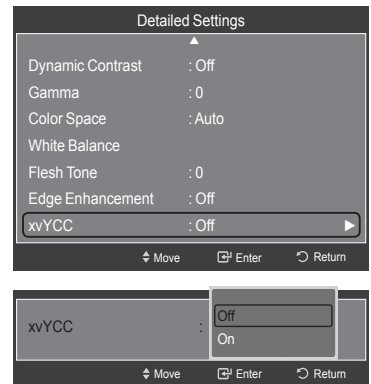 Detailed Settings
▲
Dynamic Contrast : Off
Gamma : 0
Color Space : Auto
White Balance
Flesh Tone : 0
Edge Enhancement : Off
xvYCC : Off ►
Move Enter Return
xvYCC : Off
On
Move Enter Return